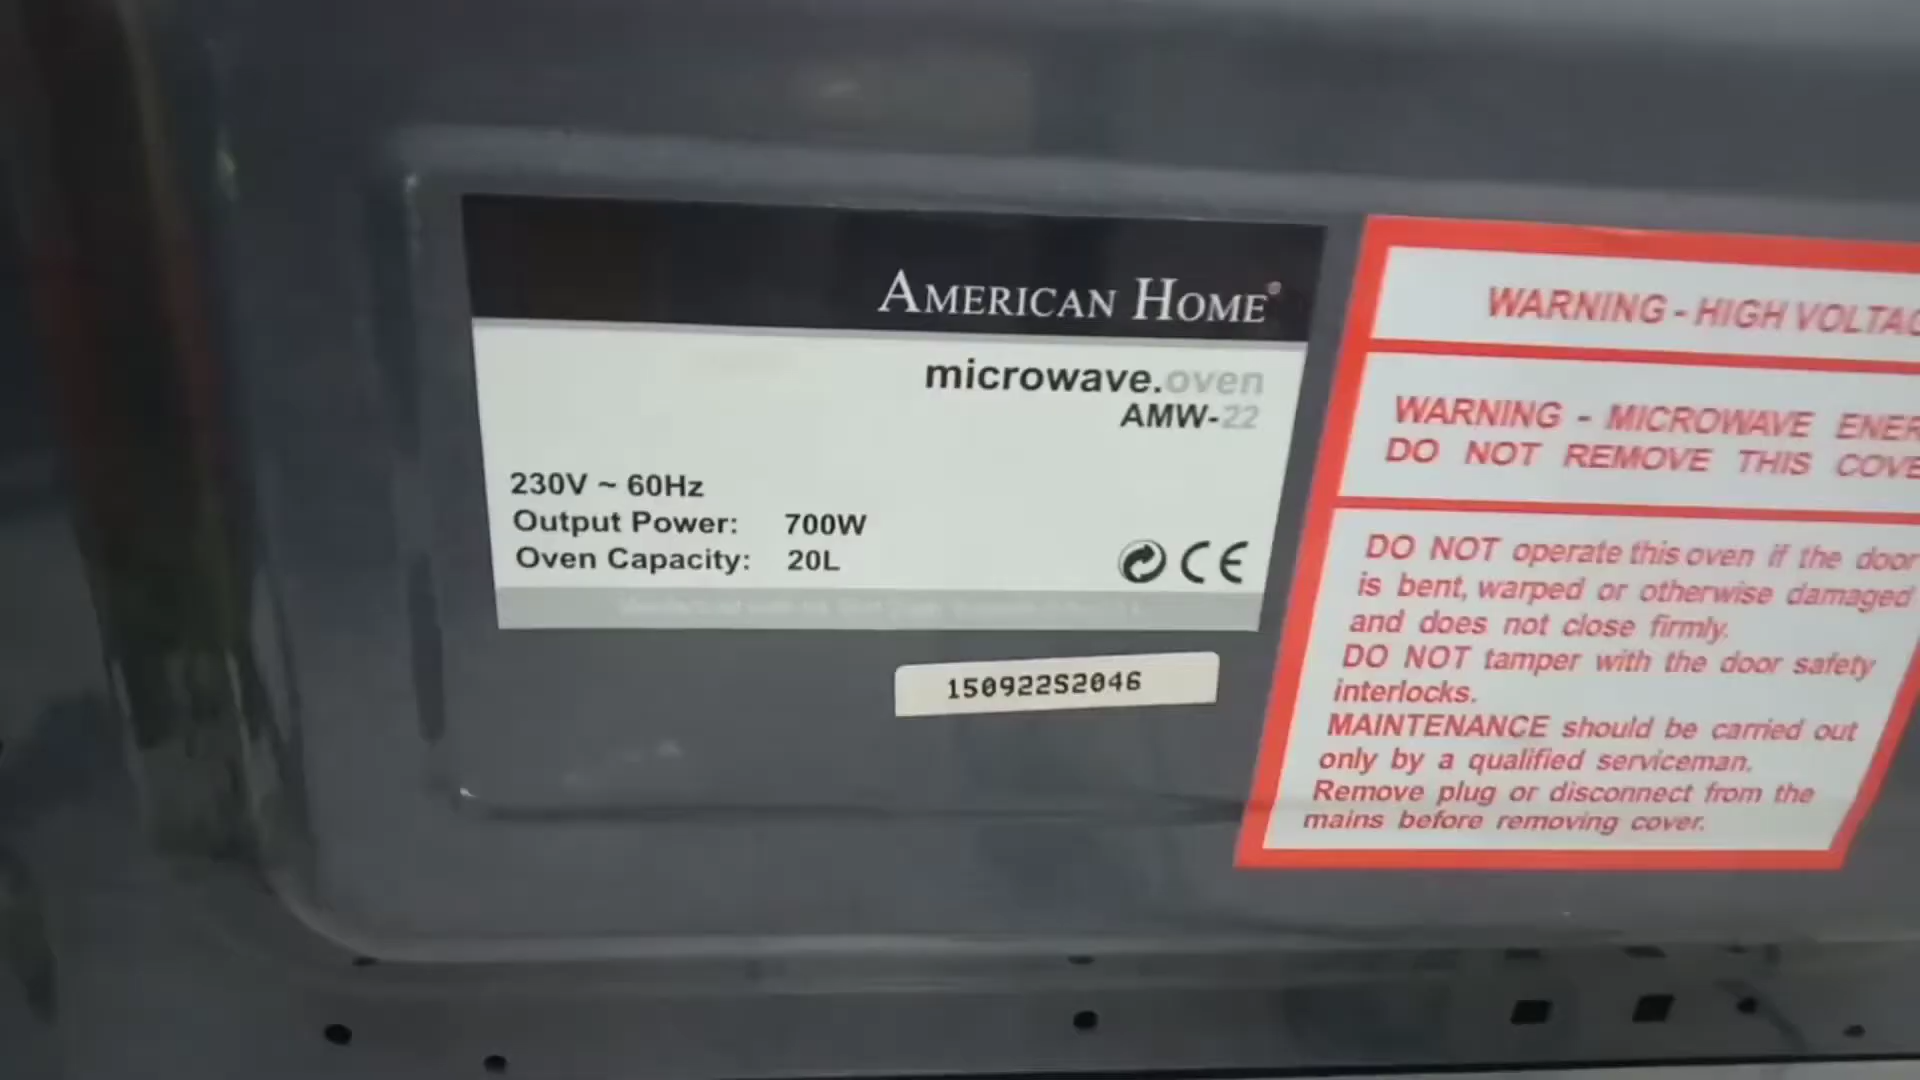 AMERICAN HOME
microwave.oven
AMW-22
230V ~ 60Hz
Output Power: 700W
Oven Capacity: 20L
CE
150922S2046
WARNING - HIGH VOLTAG
WARNING - MICROWAVE ENER
DO NOT REMOVE THIS COVE
DO NOT operate this oven if the door
is bent, warped or otherwise damaged
and does not close firmly.
DO NOT tamper with the door safety
interlocks.
MAINTENANCE should be carried out
only by a qualified serviceman.
Remove plug or disconnect from the
mains before removing cover.